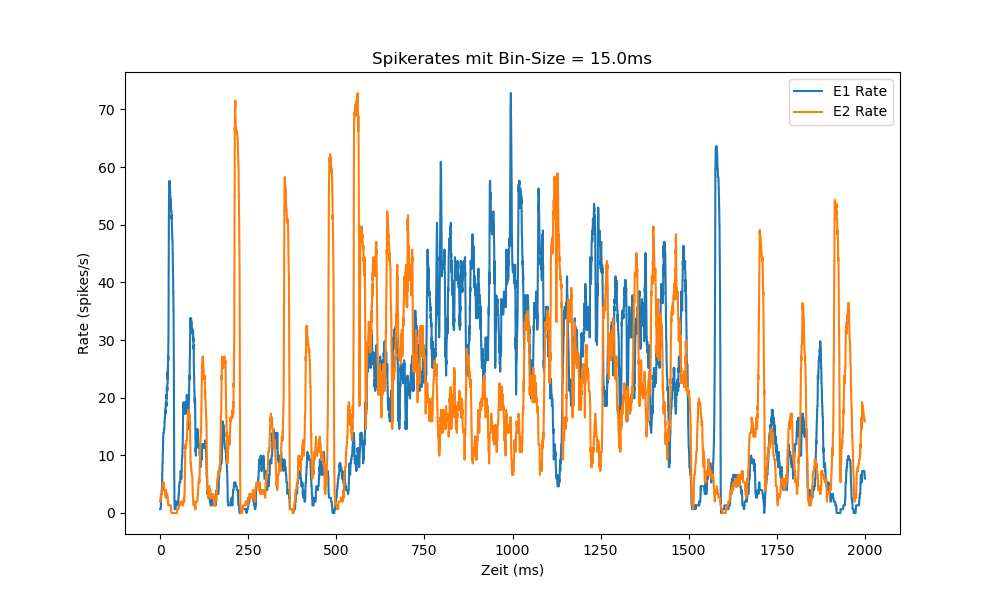 Spikerates mit Bin-Size = 15.0ms
E1 Rate
E2 Rate
Rate (spikes/s)
70
60
50
40
30
20
10
0
0 250 500 750 1000 1250 1500 1750 2000
Zeit (ms)